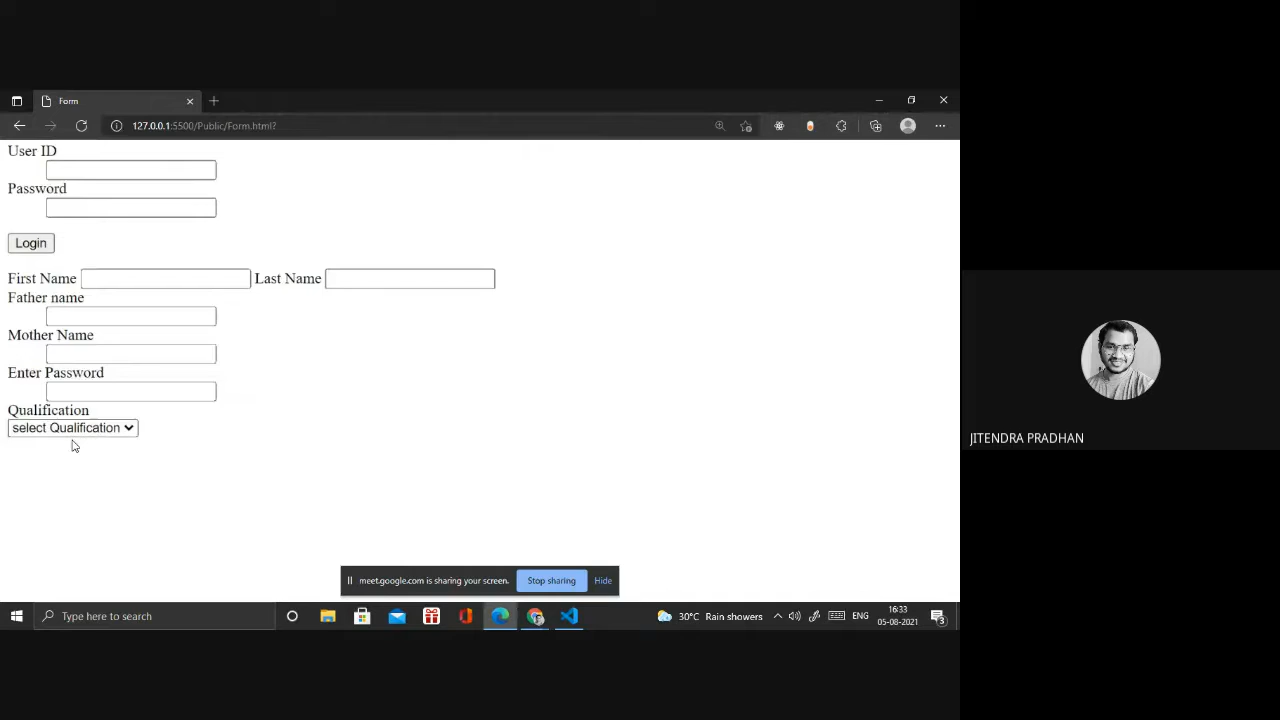 Form
127.0.0.1:5500/Public/Form.html?
User ID
Password
Login
First Name Last Name
Father name
Mother Name
Enter Password
Qualification
select Qualification
JITENDRA PRADHAN
meet.google.com is sharing your screen. Stop sharing Hide
Type here to search
30°C Rain showers ENG
16:33
05-08-2021
3